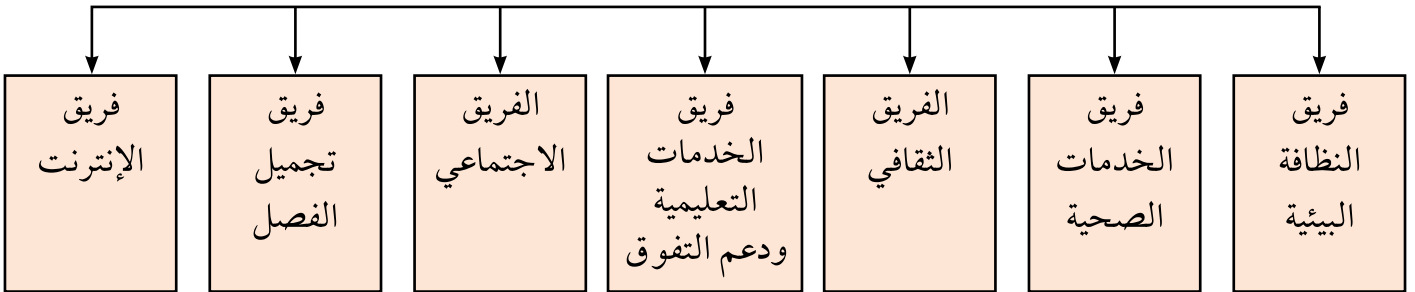 فريق
النظافة
البيئية
فريق
الخدمات
الصحية
الفريق
الثقافي
فريق
الخدمات
التعليمية
ودعم التفوق
الفريق
الاجتماعي
فريق
تجميل
الفصل
فريق
الإنترنت